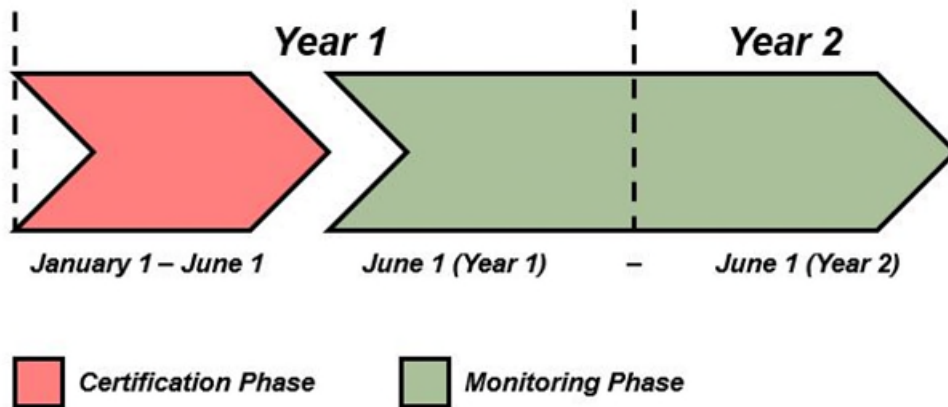 Year 1
Year 2
January 1 – June 1
June 1 (Year 1) – June 1 (Year 2)
Certification Phase
Monitoring Phase